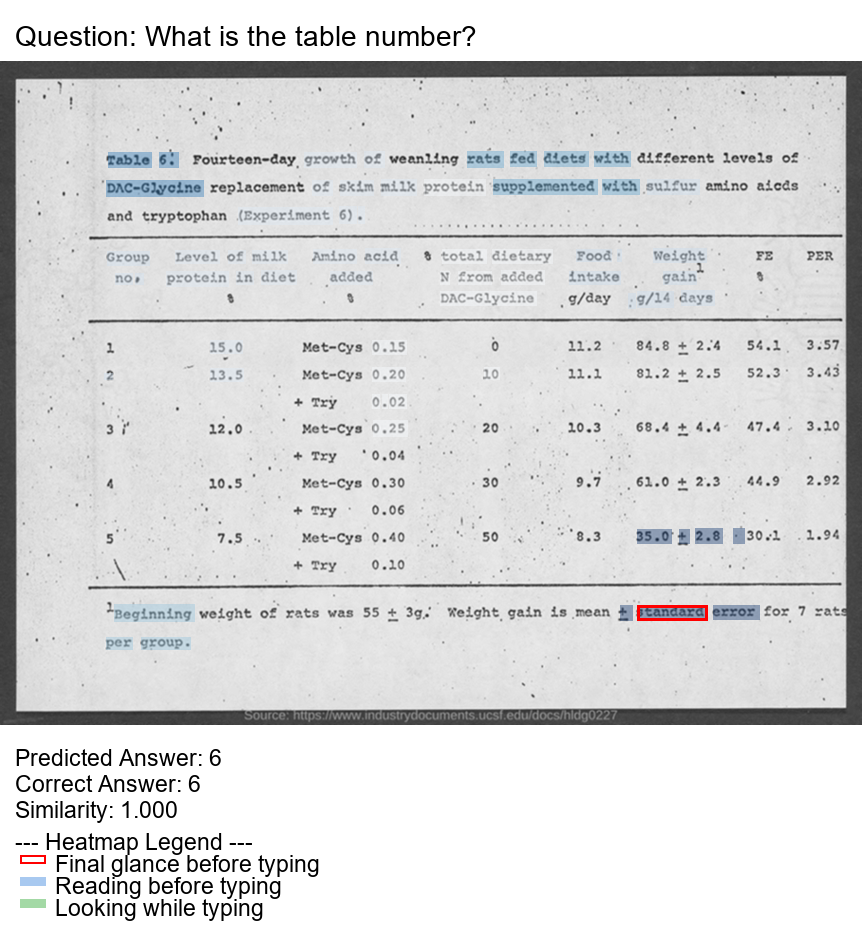 Question: What is the table number?
Table 6. Fourteen-day growth of weanling rats fed diets with different levels of
DAC-Glycine replacement of skim milk protein supplemented with sulfur amino aicds
and tryptophan (Experiment 6).
Group Level of milk Amino acid % total dietary Food Weight FE PER
no. protein in diet added N from added intake gain1 %
% % DAC-Glycine g/day g/14 days
1 15.0 Met-Cys 0.15 0 11.2 84.8 ± 2.4 54.1 3.57
2 13.5 Met-Cys 0.20 10 11.1 81.2 ± 2.5 52.3 3.43
+ Try 0.02
3 12.0 Met-Cys 0.25 20 10.3 68.4 ± 4.4 47.4 3.10
+ Try 0.04
4 10.5 Met-Cys 0.30 30 9.7 61.0 ± 2.3 44.9 2.92
+ Try 0.06
5 7.5 Met-Cys 0.40 50 8.3 35.0 ± 2.8 30.1 1.94
+ Try 0.10
1Beginning weight of rats was 55 ± 3g. Weight gain is mean ± standard error for 7 rats
per group.
Source: https://www.industrydocuments.ucsf.edu/docs/hldg0227
Predicted Answer: 6
Correct Answer: 6
Similarity: 1.000
--- Heatmap Legend ---
Final glance before typing
Reading before typing
Looking while typing